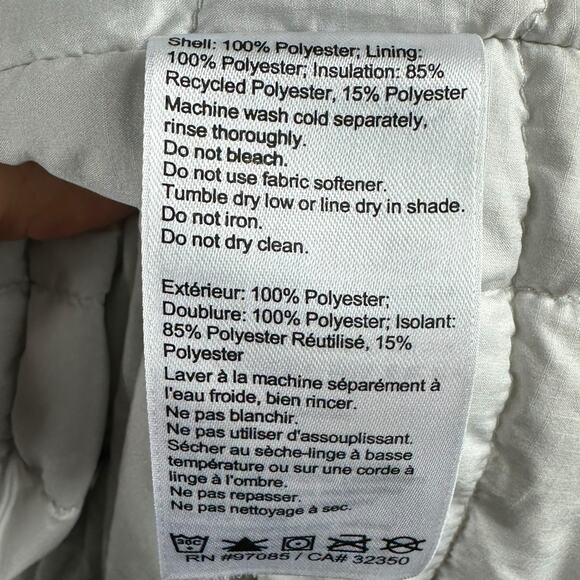 Shell: 100% Polyester; Lining:
100% Polyester; Insulation: 85%
Recycled Polyester, 15% Polyester
Machine wash cold separately,
rinse thoroughly.
Do not bleach.
Do not use fabric softener.
Tumble dry low or line dry in shade.
Do not iron.
Do not dry clean.
Extérieur: 100% Polyester;
Doublure: 100% Polyester; Isolant:
85% Polyester Réutilisé, 15%
Polyester
Laver à la machine séparément à
l'eau froide, bien rincer.
Ne pas blanchir.
Ne pas utiliser d'assouplissant.
Sécher au sèche-linge à basse
température ou sur une corde à
linge à l'ombre.
Ne pas repasser.
Ne pas nettoyage à sec.
30C
RN #97085 / CA# 32350